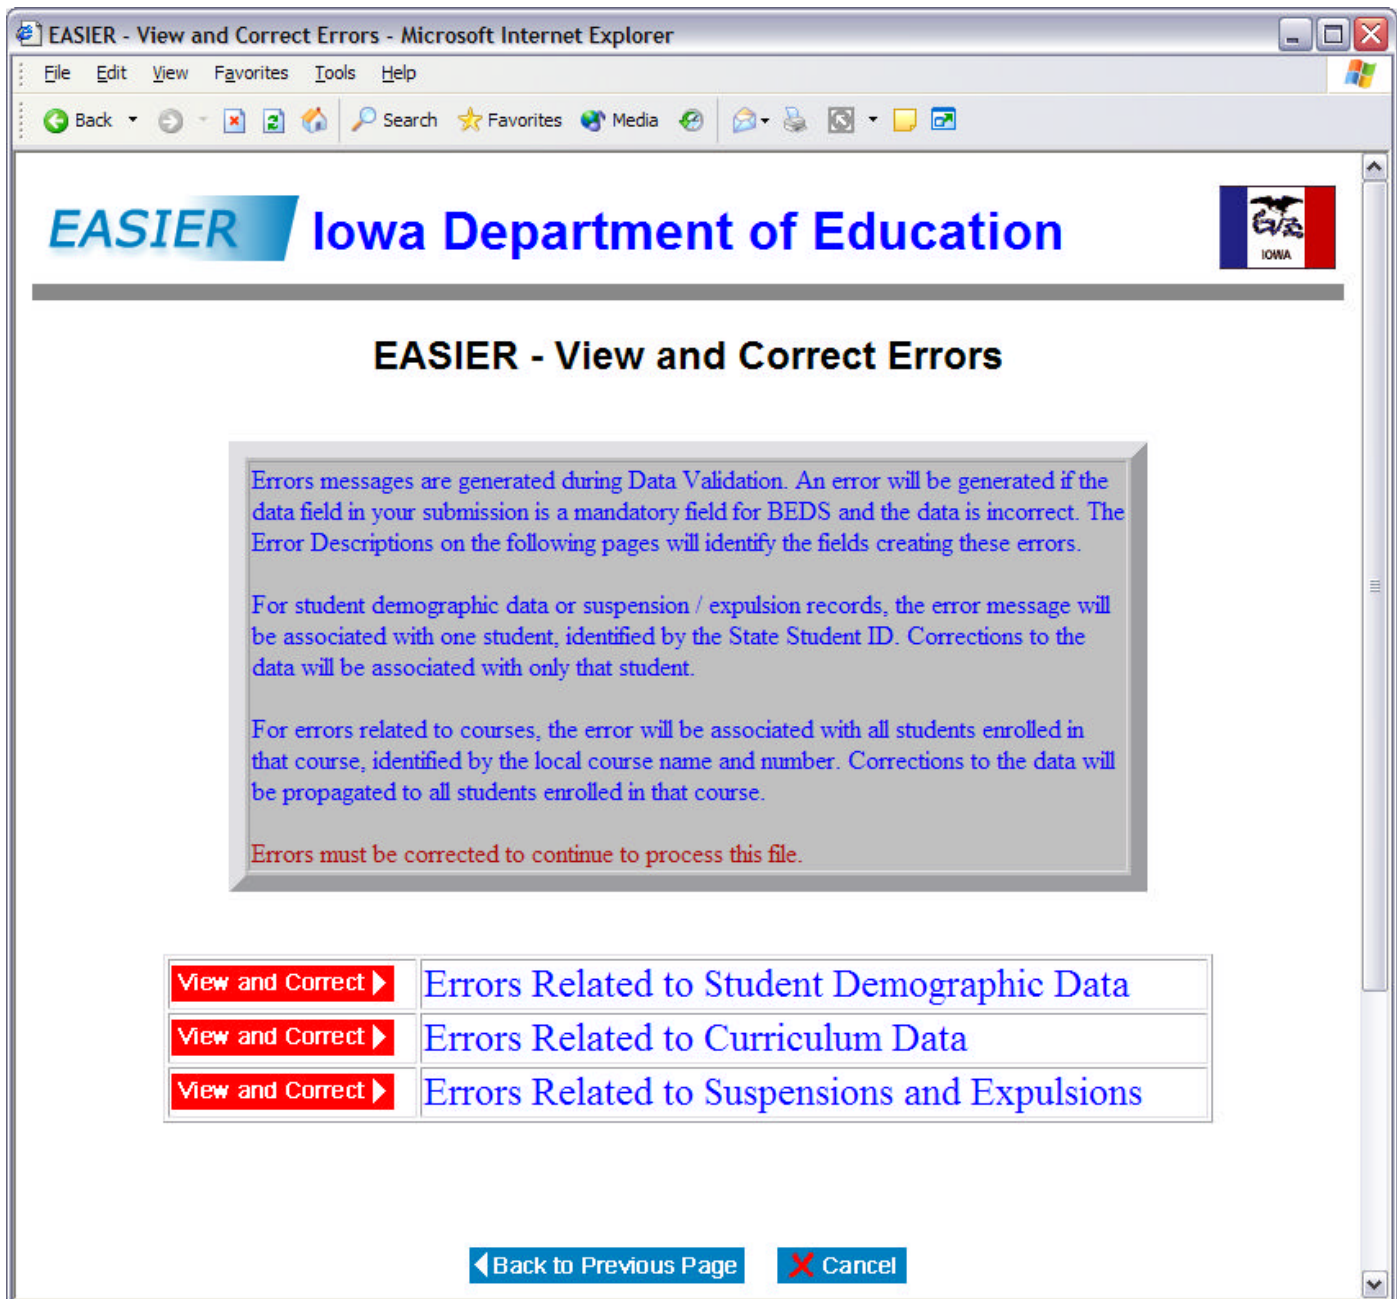 EASIER - View and Correct Errors - Microsoft Internet Explorer
File Edit View Favorites Tools Help
Back Search Favorites Media
EASIER Iowa Department of Education
IOWA
EASIER - View and Correct Errors
Errors messages are generated during Data Validation. An error will be generated if the
data field in your submission is a mandatory field for BEDS and the data is incorrect. The
Error Descriptions on the following pages will identify the fields creating these errors.
For student demographic data or suspension / expulsion records, the error message will
be associated with one student, identified by the State Student ID. Corrections to the
data will be associated with only that student.
For errors related to courses, the error will be associated with all students enrolled in
that course, identified by the local course name and number. Corrections to the data will
be propagated to all students enrolled in that course.
Errors must be corrected to continue to process this file.
View and Correct Errors Related to Student Demographic Data
View and Correct Errors Related to Curriculum Data
View and Correct Errors Related to Suspensions and Expulsions
Back to Previous Page Cancel